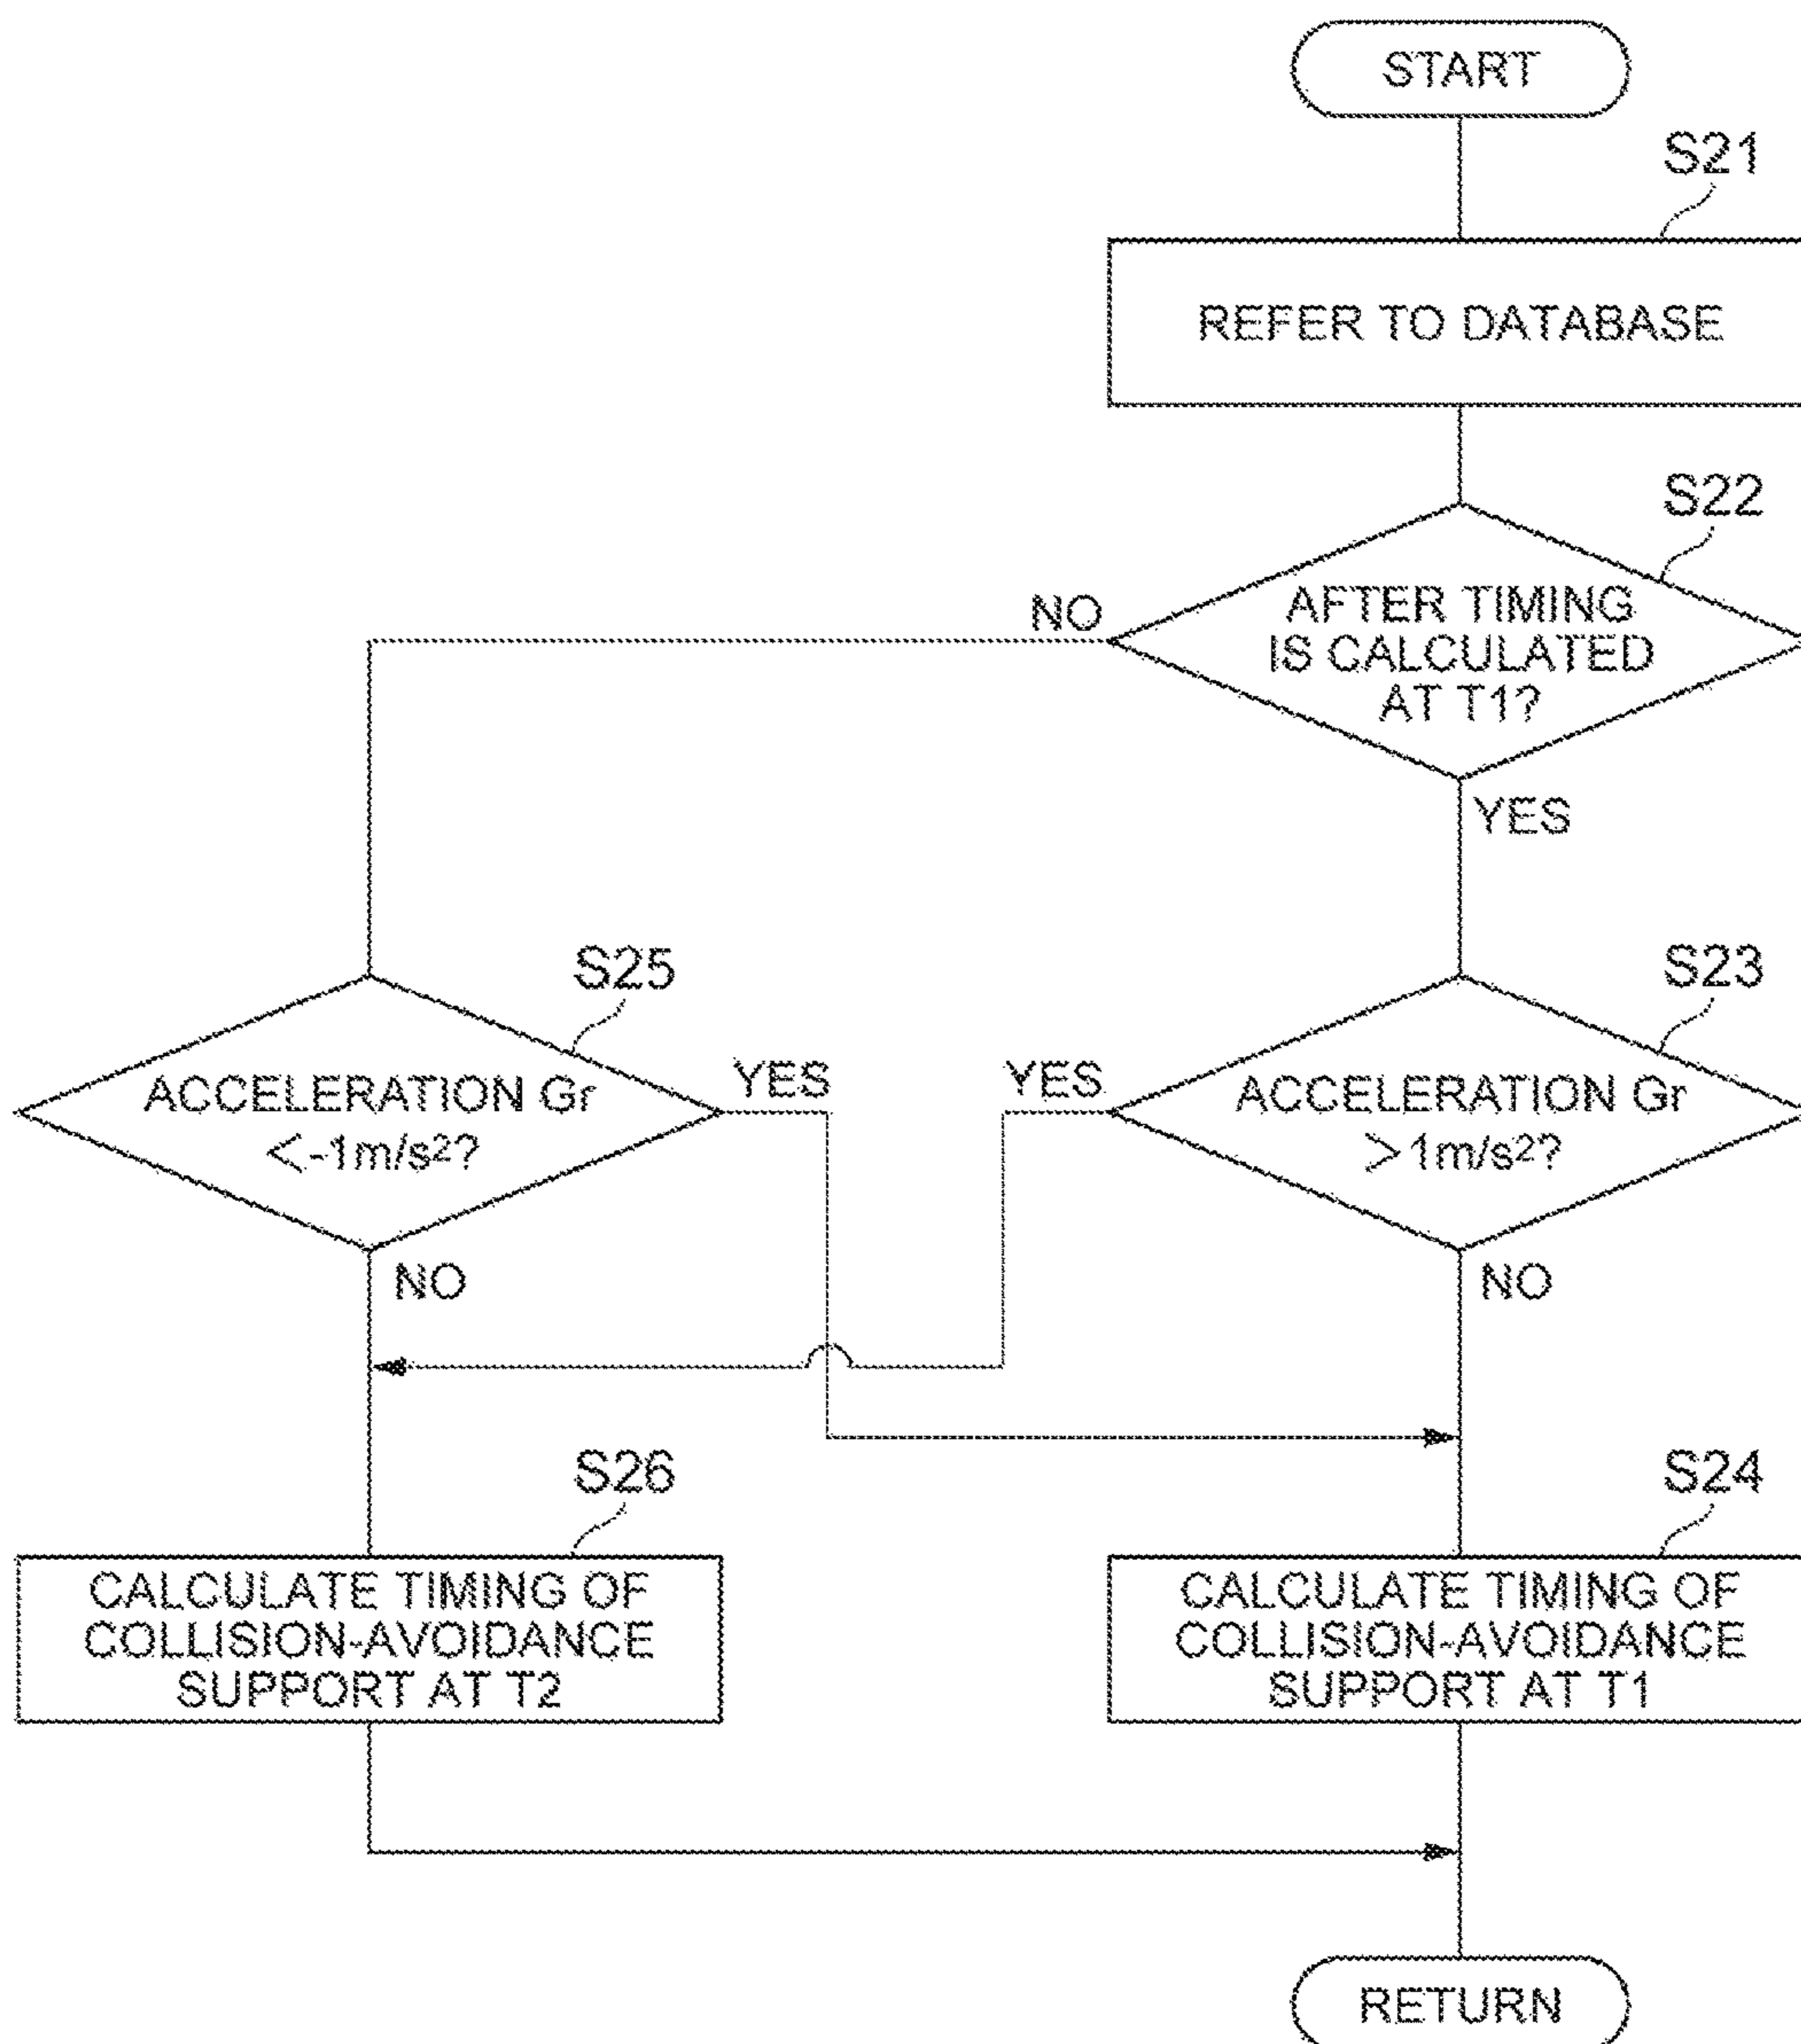 START
S21
REFER TO DATABASE
S22
NO
AFTER TIMING
IS CALCULATED
AT T1?
YES
S25
S23
ACCELERATION Gr
<-1m/s²?
YES
YES
ACCELERATION Gr
>1m/s²?
NO
NO
S26
S24
CALCULATE TIMING OF
COLLISION-AVOIDANCE
SUPPORT AT T2
CALCULATE TIMING OF
COLLISION-AVOIDANCE
SUPPORT AT T1
RETURN